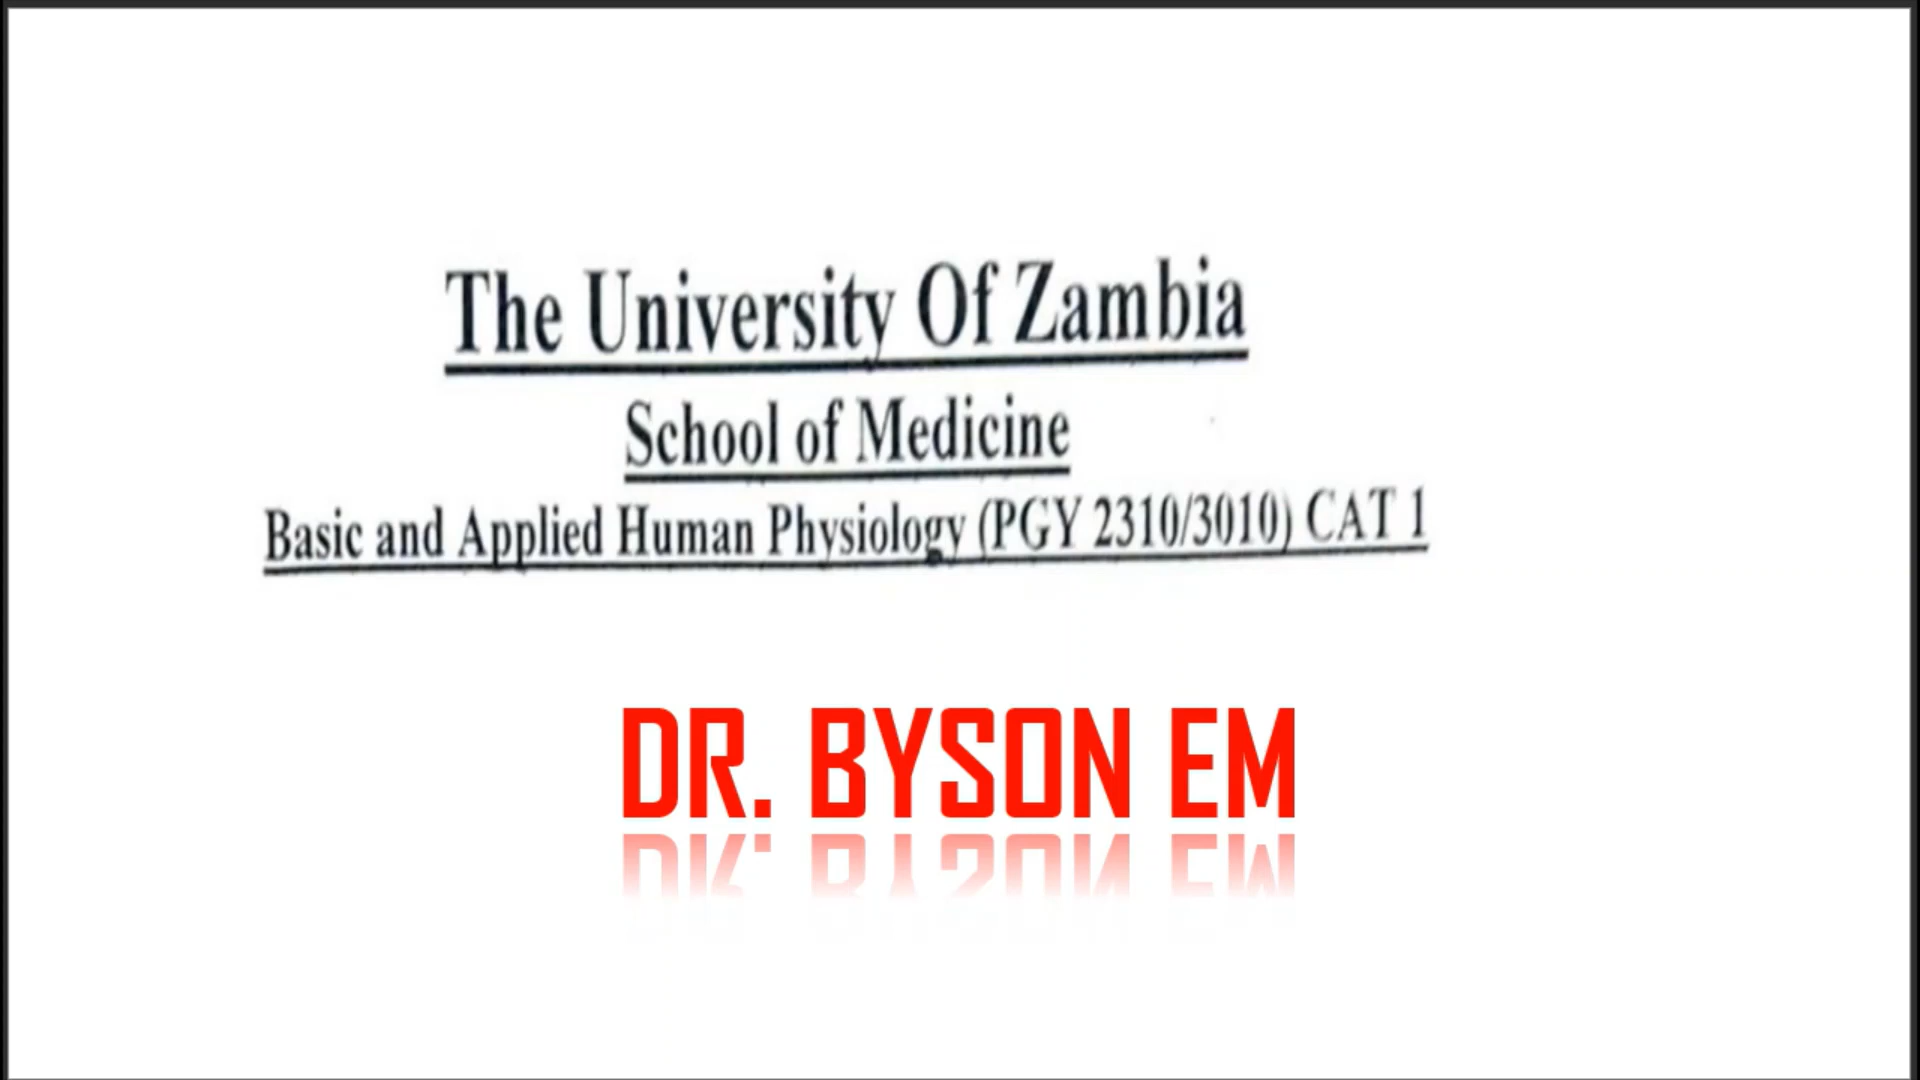 The University Of Zambia
School of Medicine
Basic and Applied Human Physiology (PGY 2310/3010) CAT 1
DR. BYSON EM